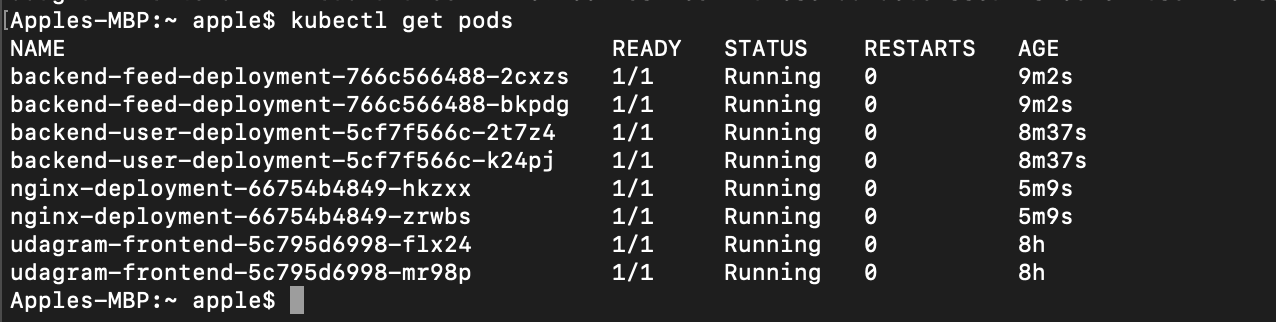 [Apples-MBP:~ apple$ kubectl get pods
NAME READY STATUS RESTARTS AGE
backend-feed-deployment-766c566488-2cxzs 1/1 Running 0 9m2s
backend-feed-deployment-766c566488-bkpdg 1/1 Running 0 9m2s
backend-user-deployment-5cf7f566c-2t7z4 1/1 Running 0 8m37s
backend-user-deployment-5cf7f566c-k24pj 1/1 Running 0 8m37s
nginx-deployment-66754b4849-hkzxx 1/1 Running 0 5m9s
nginx-deployment-66754b4849-zrwbs 1/1 Running 0 5m9s
udagram-frontend-5c795d6998-flx24 1/1 Running 0 8h
udagram-frontend-5c795d6998-mr98p 1/1 Running 0 8h
Apples-MBP:~ apple$